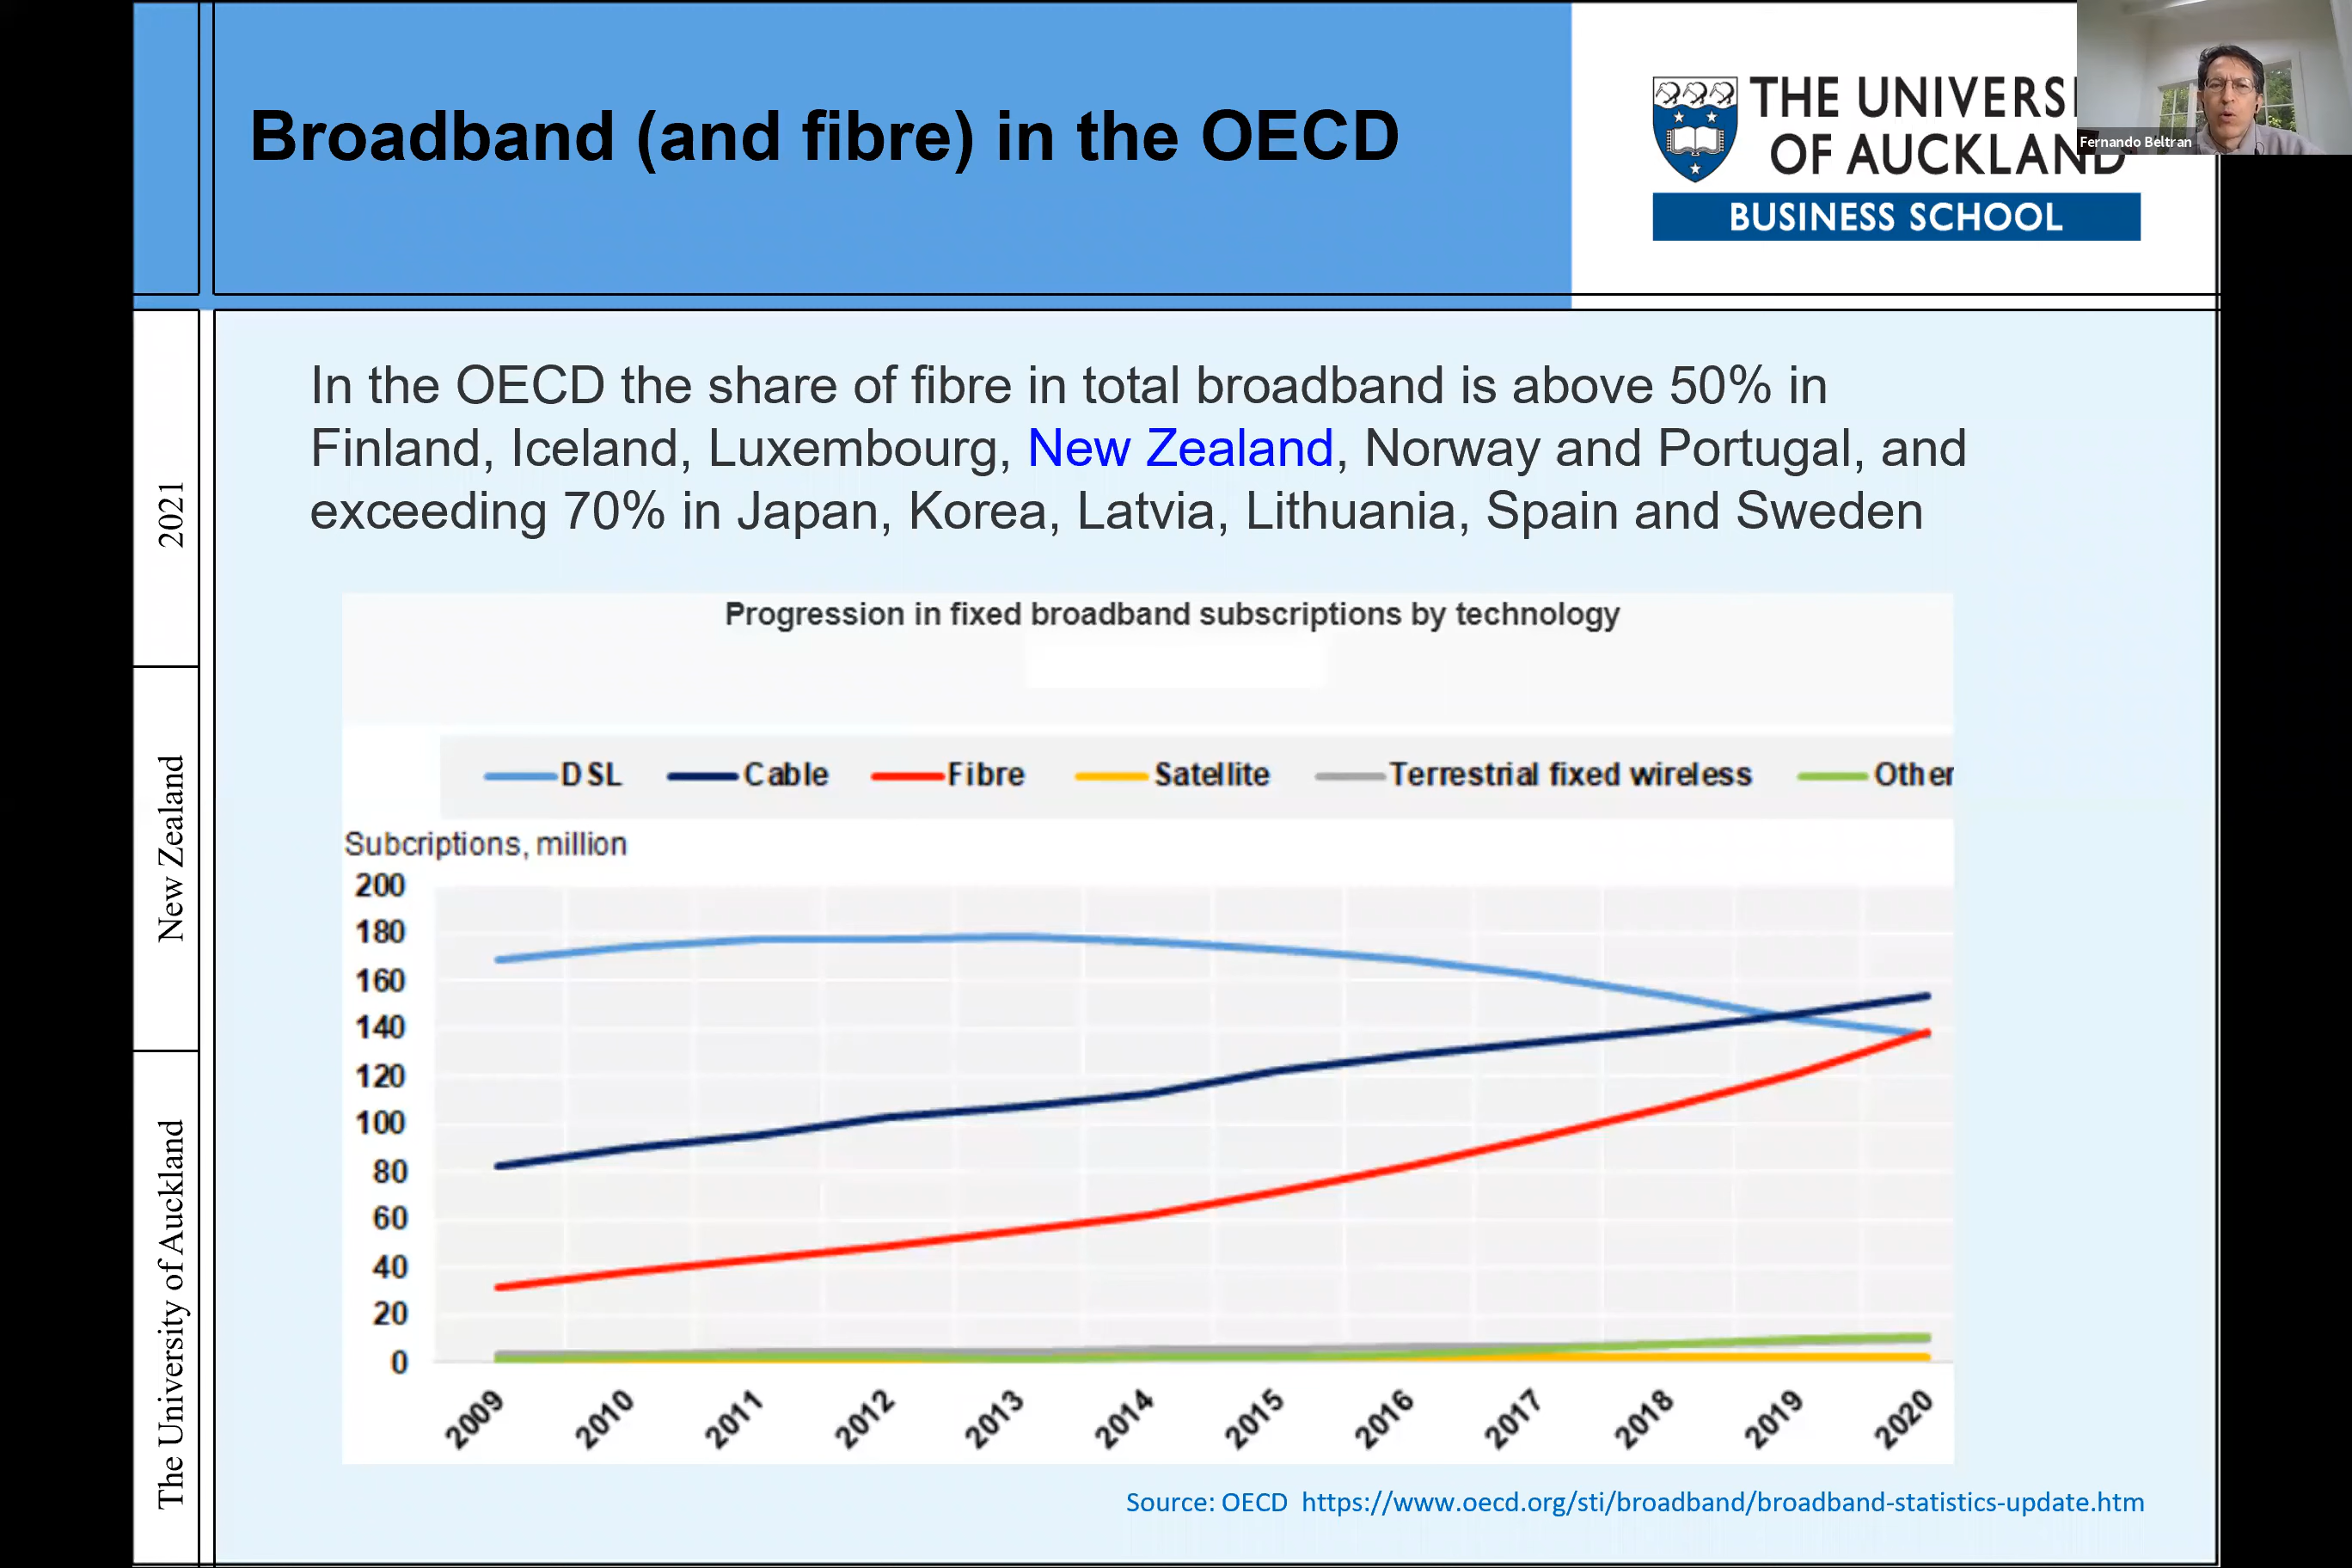 Broadband (and fibre) in the OECD
THE UNIVERS
OF AUCKLAND
BUSINESS SCHOOL
Fernando Beltran
In the OECD the share of fibre in total broadband is above 50% in
Finland, Iceland, Luxembourg, New Zealand, Norway and Portugal, and
exceeding 70% in Japan, Korea, Latvia, Lithuania, Spain and Sweden
2021
New Zealand
The University of Auckland
Progression in fixed broadband subscriptions by technology
DSL Cable Fibre Satellite Terrestrial fixed wireless Other
Subcriptions, million
200
180
160
140
120
100
80
60
40
20
0
2009 2010 2011 2012 2013 2014 2015 2016 2017 2018 2019 2020
Source: OECD https://www.oecd.org/sti/broadband/broadband-statistics-update.htm